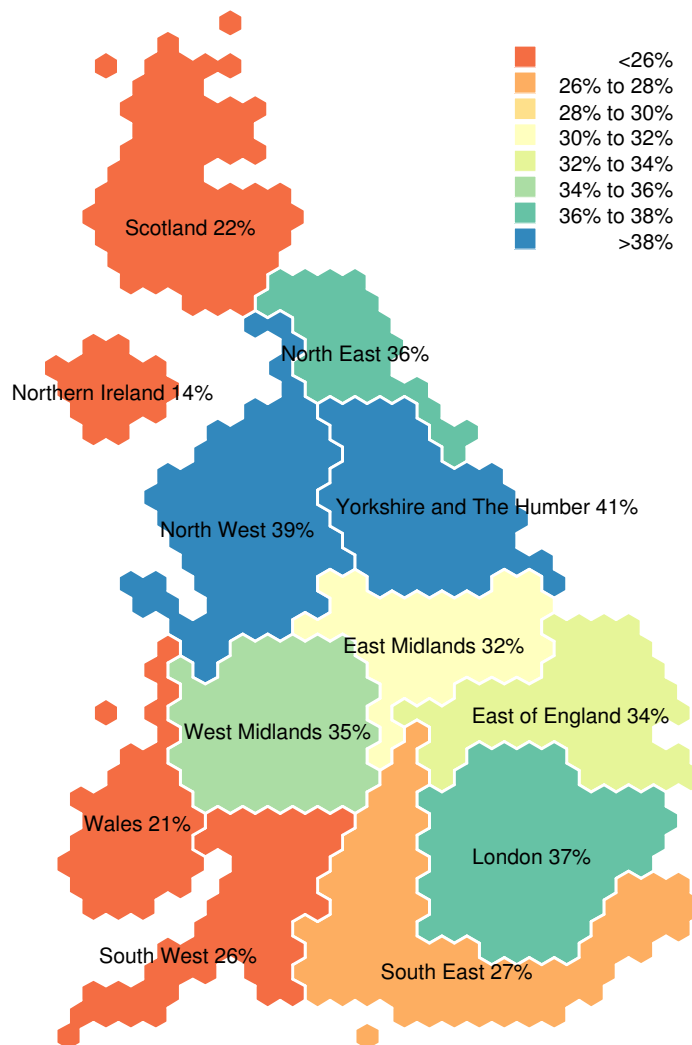 <26%
26% to 28%
28% to 30%
30% to 32%
32% to 34%
34% to 36%
36% to 38%
>38%
Scotland 22%
North East 36%
Northern Ireland 14%
Yorkshire and The Humber 41%
North West 39%
East Midlands 32%
East of England 34%
West Midlands 35%
Wales 21%
London 37%
South West 26%
South East 27%